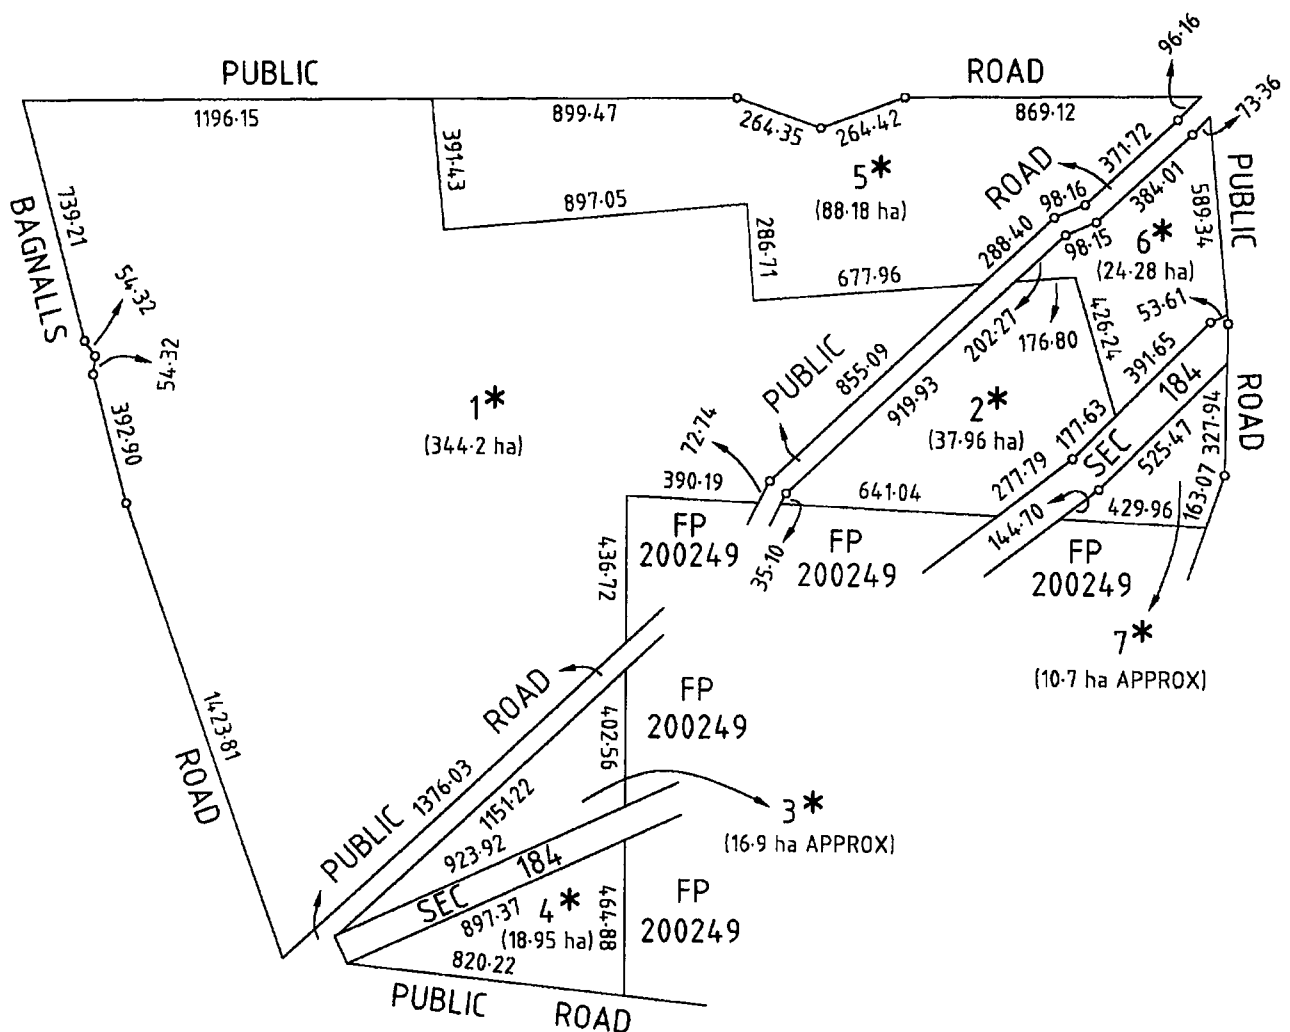 96·16
PUBLIC
ROAD
73·36
1196·15
899·47
264·35
264·42
869·12
391·43
371·72
384·01
ROAD
PUBLIC
5*
(88·18 ha)
739·21
BAGNALLS
897·05
98·16
98·15
589·34
6*
(24·28 ha)
288·40
286·71
677·96
54·32
54·32
202·27
176·80
426·24
53·61
PUBLIC
855·09
919·93
391·65
184
ROAD
392·90
1*
(344·2 ha)
2*
(37·96 ha)
72·74
177·63
SEC
525·47
327·94
390·19
641·04
277·79
144·70
429·96
163·07
FP
200249
35·10
FP
200249
FP
200249
436·72
7*
(10·7 ha APPROX)
1423·81
ROAD
ROAD
FP
200249
402·56
PUBLIC
1376·03
1151·22
3*
(16·9 ha APPROX)
923·92
184
SEC
897·37
4*
(18·95 ha)
464·88
FP
200249
820·22
PUBLIC
ROAD